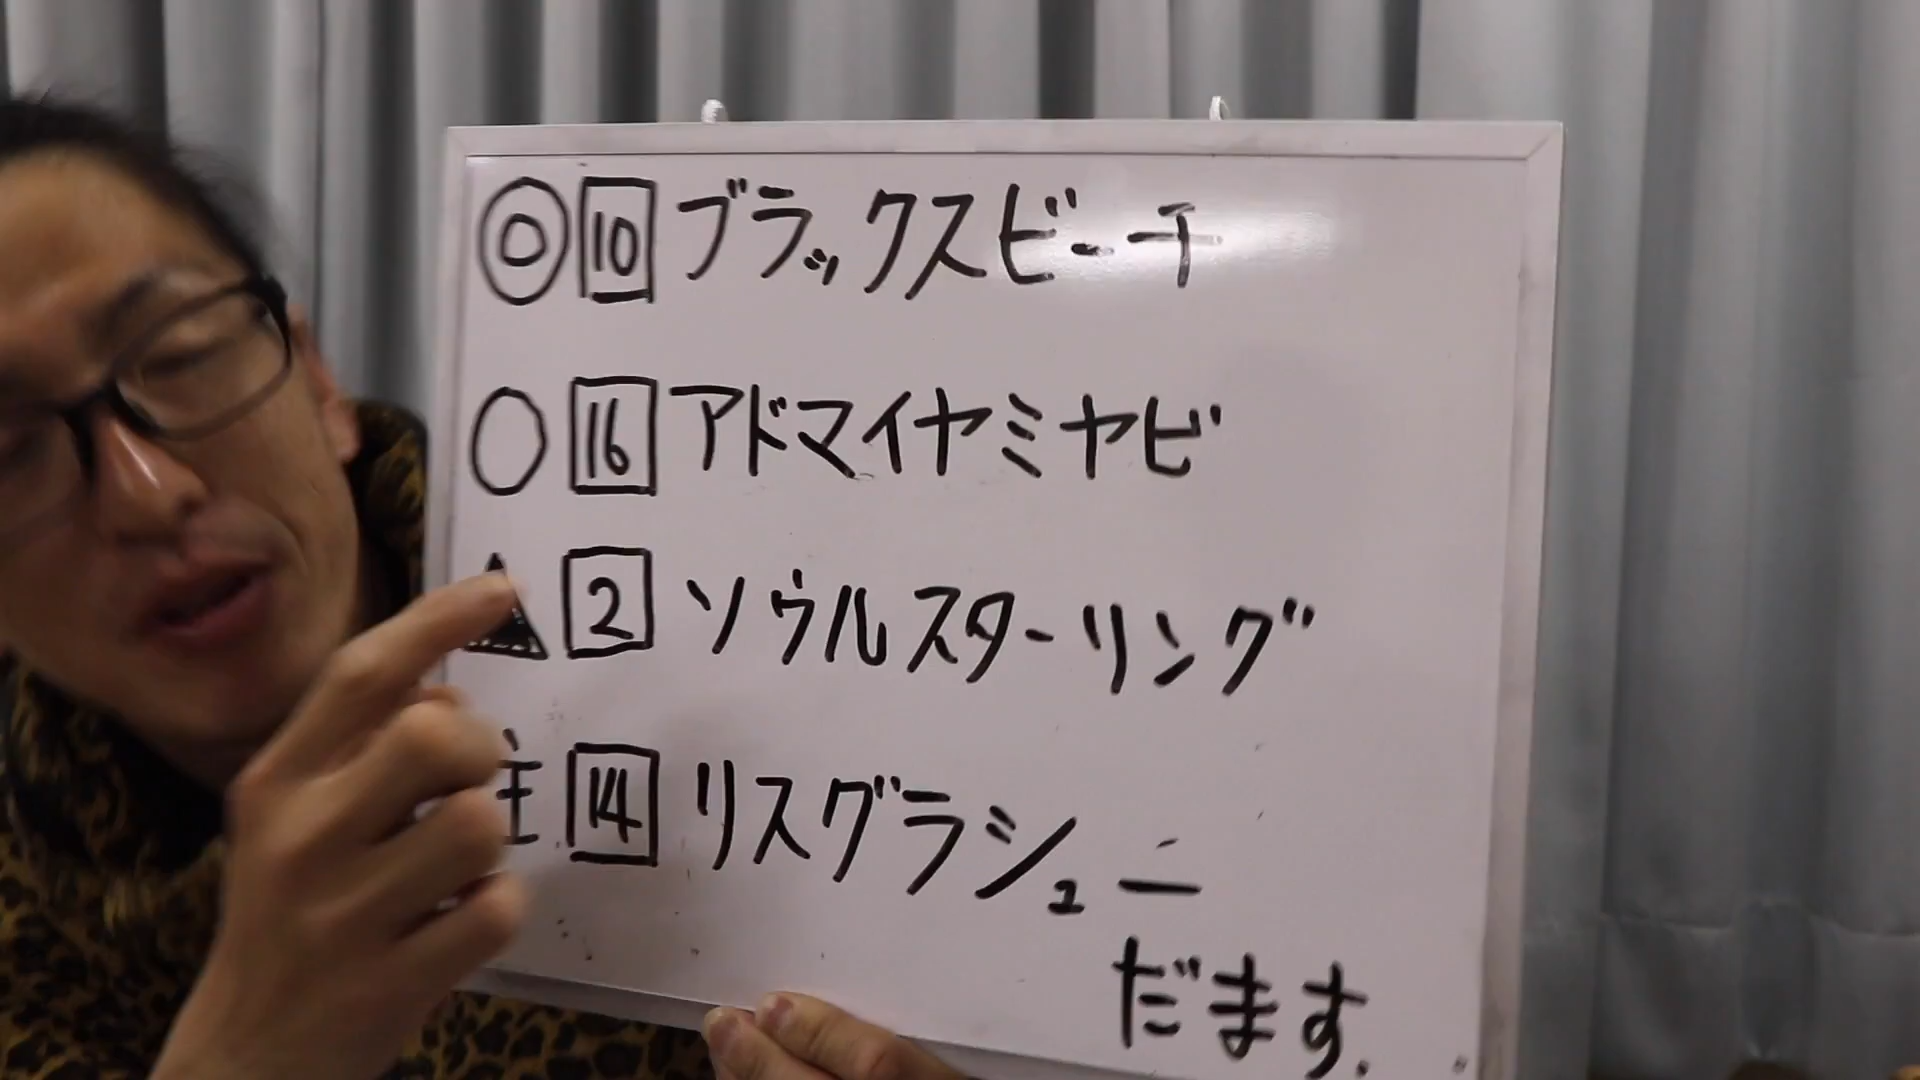 ◎ 10 ブラックスビーチ
○ 16 アドマイヤミヤビ
▲ 2 ソウルスターリング
注 14 リスグラシュー
だます.